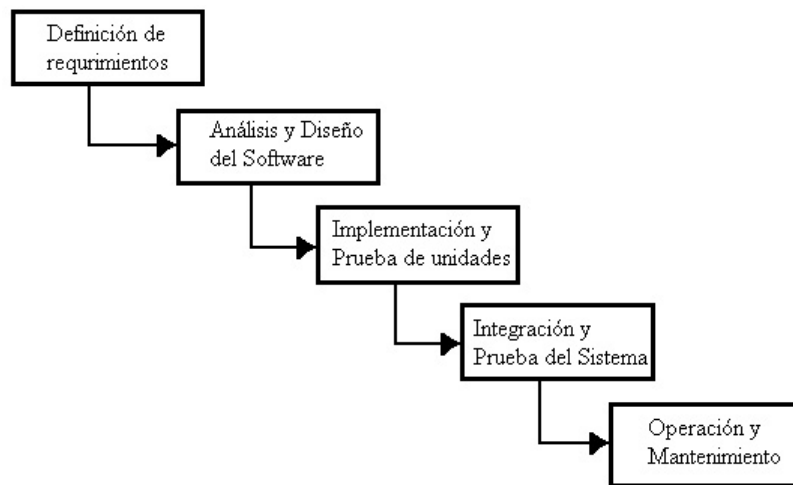 Definición de
requrimientos
Análisis y Diseño
del Software
Implementación y
Prueba de unidades
Integración y
Prueba del Sistema
Operación y
Mantenimiento